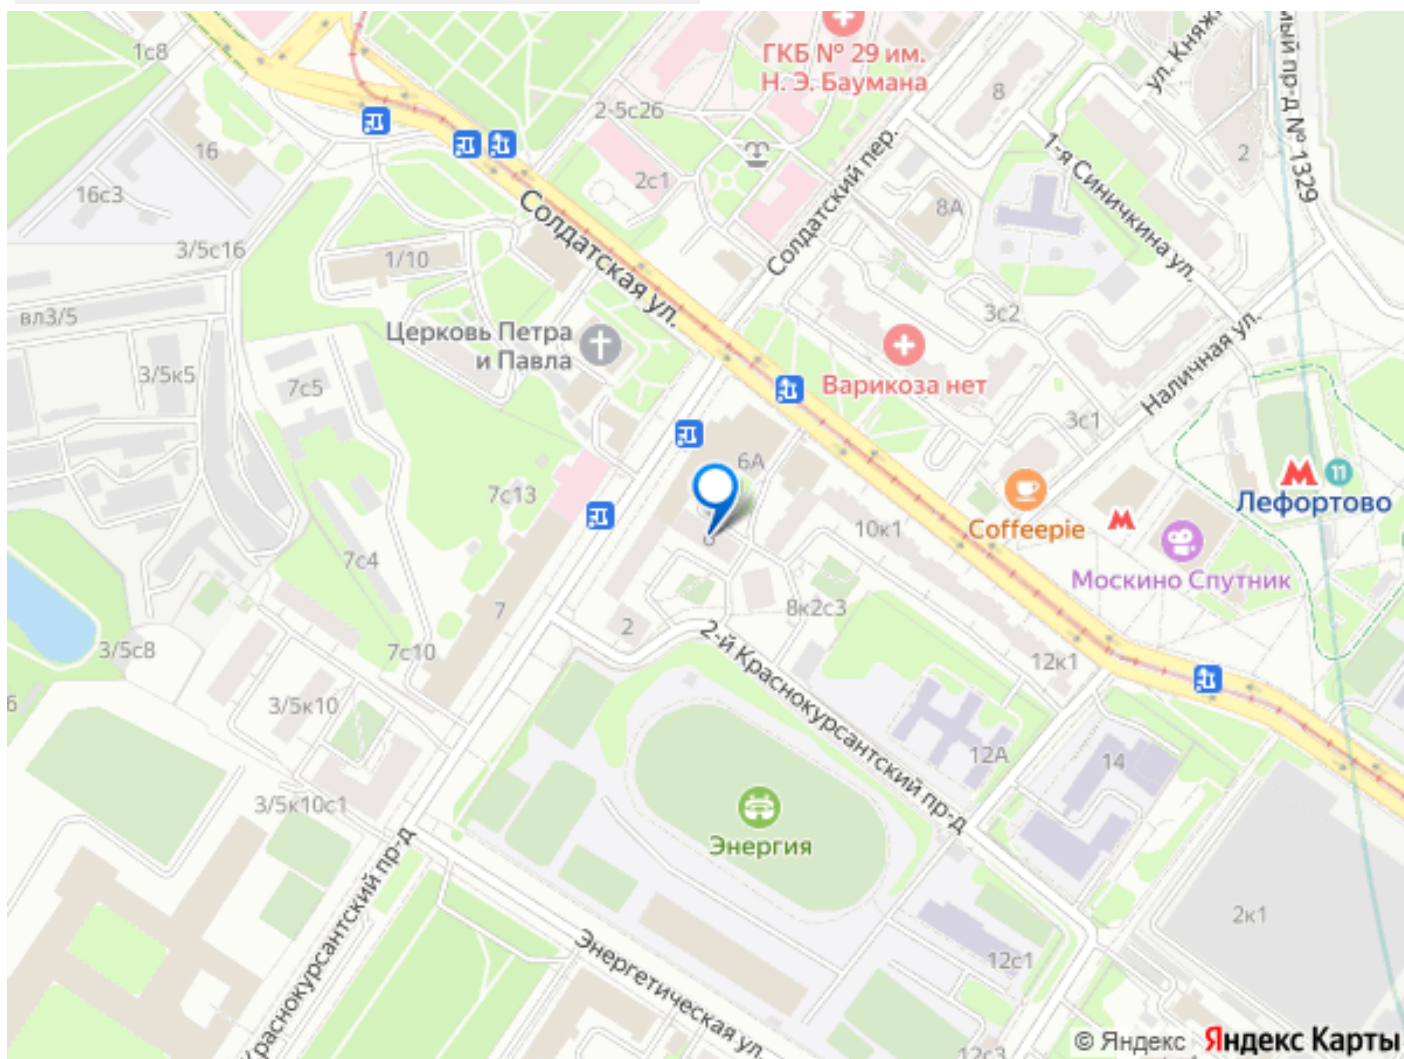 1с8
ГКБ № 29 им.
Н. Э. Баумана
ул. Княж
мый пр-д № 1329
2-5с26
8
16
2с1
Солдатский пер.
1-я Синичкина ул.
2
16с3
8А
Солдатская ул.
3/5с16
1/10
3с2
вл3/5
Церковь Петра
и Павла
Наличная ул.
3/5к5
7с5
Варикоза нет
3с1
6А
11
Лефортово
7с13
Coffeepie
10к1
7с4
Москино Спутник
7
8к2с3
2
3/5с8
7с10
2-й Краснокурсантский пр-д
12к1
6
3/5к10
12А
14
3/5к10с1
Энергия
Краснокурсантский пр-д
2к1
Энергетическая ул.
12с1
12с3
© Яндекс Яндекс Карты